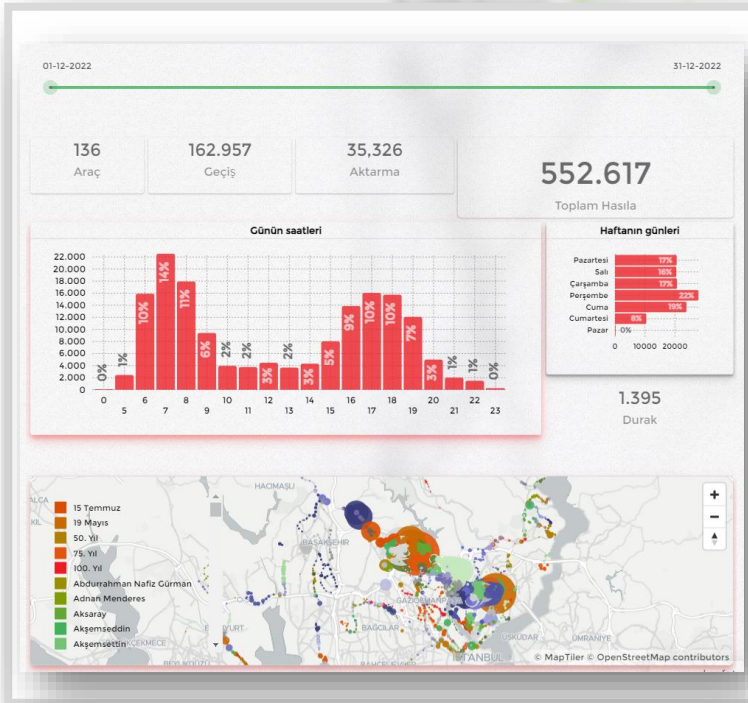 01-12-2022
31-12-2022
136
Araç
162.957
Geçiş
35,326
Aktarma
552.617
Toplam Hasıla
Günün saatleri
22.000
20.000
18.000
16.000
14.000
12.000
10.000
8.000
6.000
4.000
2.000
0
0% 1% 10% 14% 11% 6% 2% 2% 3% 2% 3% 5% 9% 10% 10% 7% 3% 1% 1% 0%
0 6 8 10 12 14 16 18 20 22
5 7 9 11 13 15 17 19 21 23
Haftanın günleri
Pazartesi 17%
Salı 16%
Çarşamba 17%
Perşembe 22%
Cuma 19%
Cumartesi 8%
Pazar 0%
0 10000 20000
1.395
Durak
15 Temmuz
19 Mayıs
50. Yıl
75. Yıl
100. Yıl
Abdurrahman Nafiz Gürman
Adnan Menderes
Aksaray
Akşemseddin
Akşemsettin
BAŞAKŞEHİR
BAĞCILAR
İSTANBUL
ÜSKÜDAR
ÜMRANİYE
+
−
© MapTiler © OpenStreetMap contributors